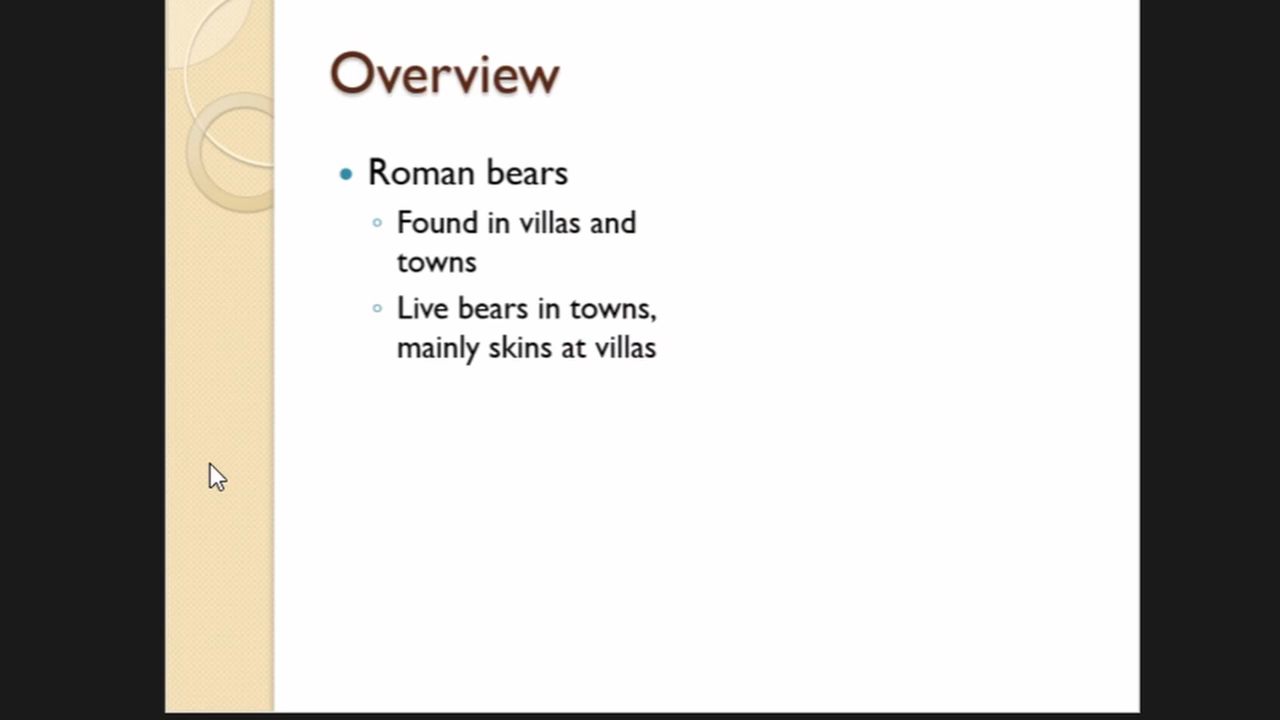 Overview
Roman bears
Found in villas and
towns
Live bears in towns,
mainly skins at villas